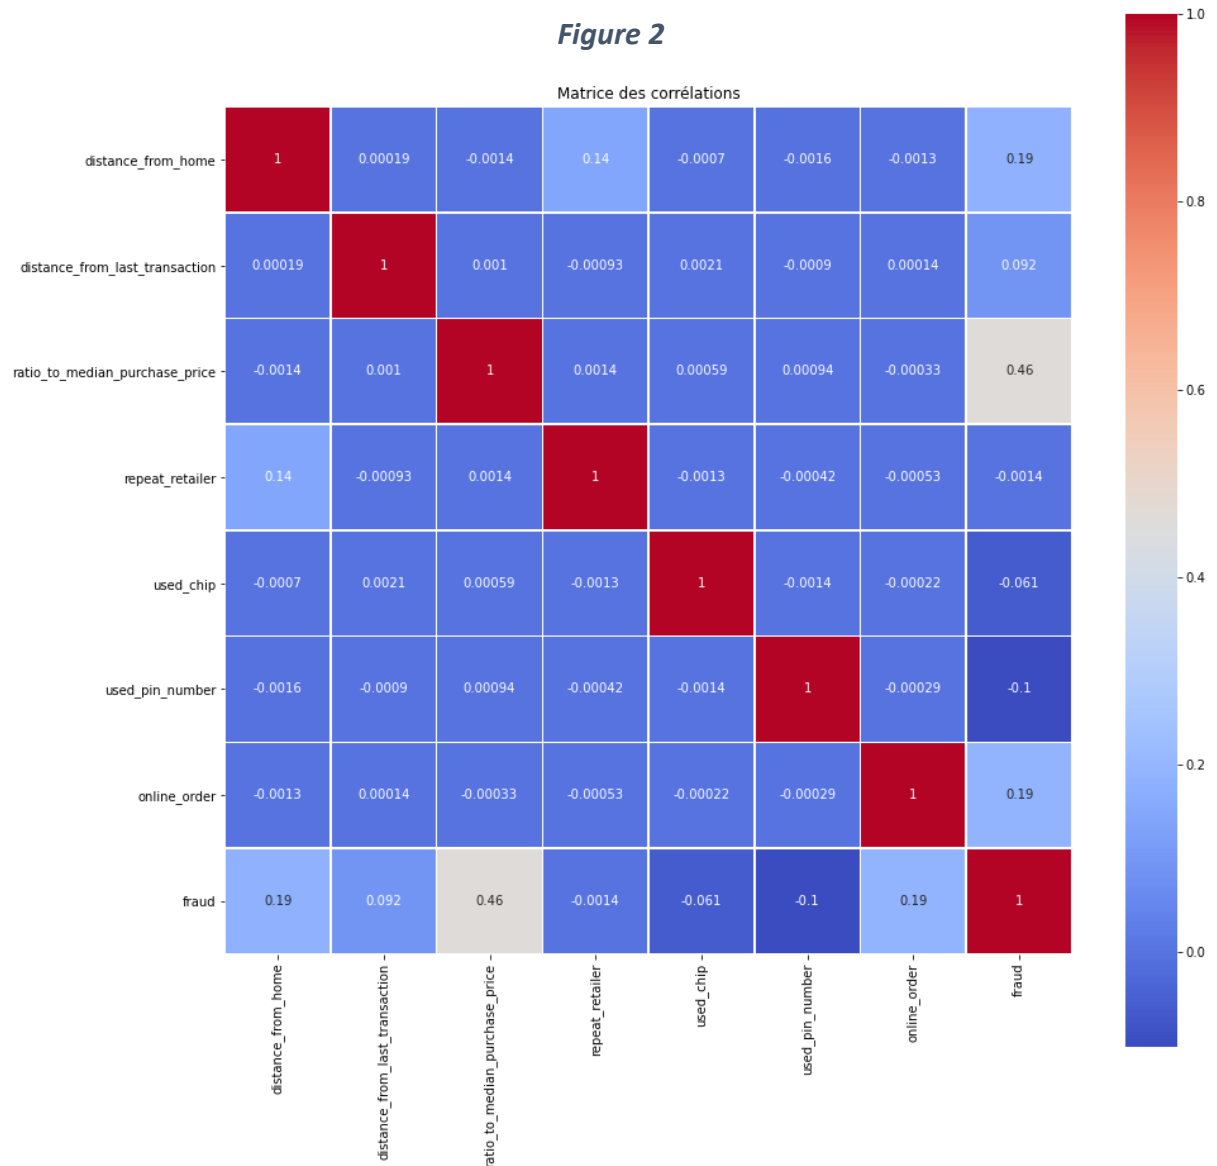 Figure 2
Matrice des corrélations
distance_from_home 1 0.00019 -0.0014 0.14 -0.0007 -0.0016 -0.0013 0.19
distance_from_last_transaction 0.00019 1 0.001 -0.00093 0.0021 -0.0009 0.00014 0.092
ratio_to_median_purchase_price -0.0014 0.001 1 0.0014 0.00059 0.00094 -0.00033 0.46
repeat_retailer 0.14 -0.00093 0.0014 1 -0.0013 -0.00042 -0.00053 -0.0014
used_chip -0.0007 0.0021 0.00059 -0.0013 1 -0.0014 -0.00022 -0.061
used_pin_number -0.0016 -0.0009 0.00094 -0.00042 -0.0014 1 -0.00029 -0.1
online_order -0.0013 0.00014 -0.00033 -0.00053 -0.00022 -0.00029 1 0.19
fraud 0.19 0.092 0.46 -0.0014 -0.061 -0.1 0.19 1
distance_from_home
distance_from_last_transaction
ratio_to_median_purchase_price
repeat_retailer
used_chip
used_pin_number
online_order
fraud
1.0
0.8
0.6
0.4
0.2
0.0